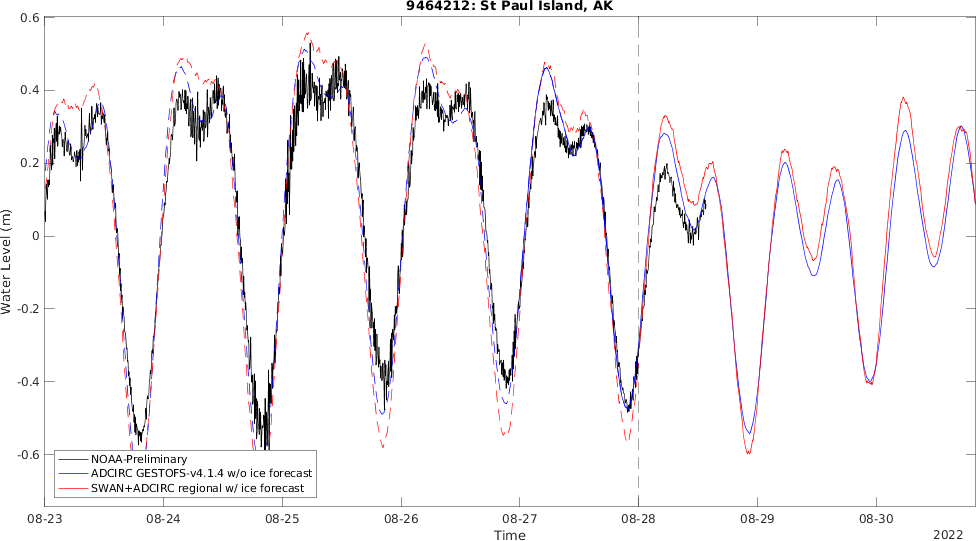 9464212: St Paul Island, AK
0.6
0.4
0.2
0
-0.2
-0.4
-0.6
Water Level (m)
NOAA-Preliminary
ADCIRC GESTOFS-v4.1.4 w/o ice forecast
SWAN+ADCIRC regional w/ ice forecast
08-23
08-24
08-25
08-26
08-27
08-28
08-29
08-30
Time
2022